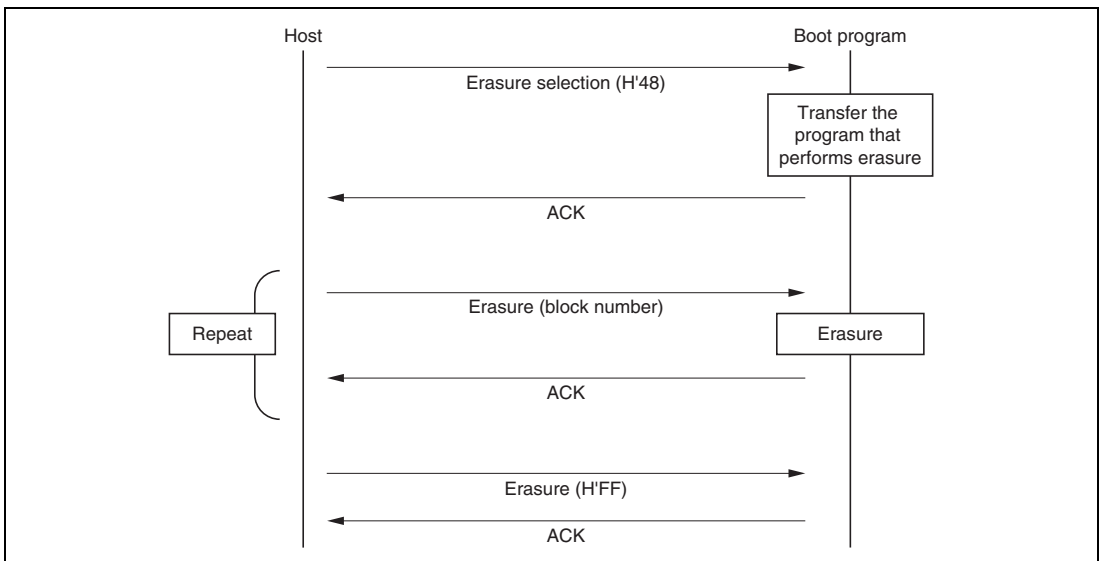 Host
Boot program
Erasure selection (H'48)
Transfer the
program that
performs erasure
ACK
Erasure (block number)
Repeat
Erasure
ACK
Erasure (H'FF)
ACK